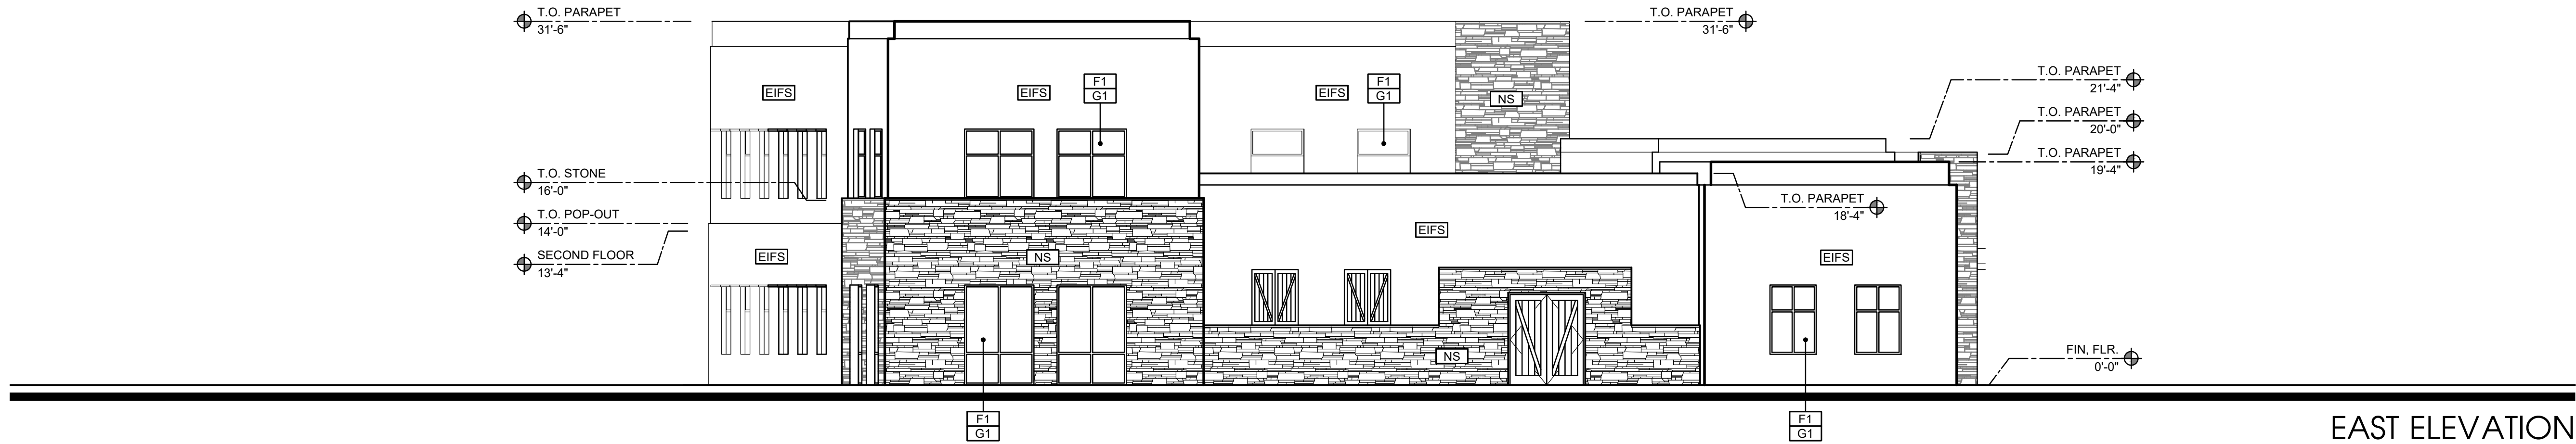 T.O. PARAPET
31'-6"
T.O. PARAPET
31'-6"
T.O. PARAPET
21'-4"
EIFS
EIFS
F1
G1
EIFS
F1
G1
NS
T.O. PARAPET
20'-0"
T.O. PARAPET
19'-4"
T.O. STONE
16'-0"
T.O. PARAPET
18'-4"
T.O. POP-OUT
14'-0"
EIFS
SECOND FLOOR
13'-4"
EIFS
NS
EIFS
NS
FIN, FLR.
0'-0"
F1
G1
F1
G1
EAST ELEVATION